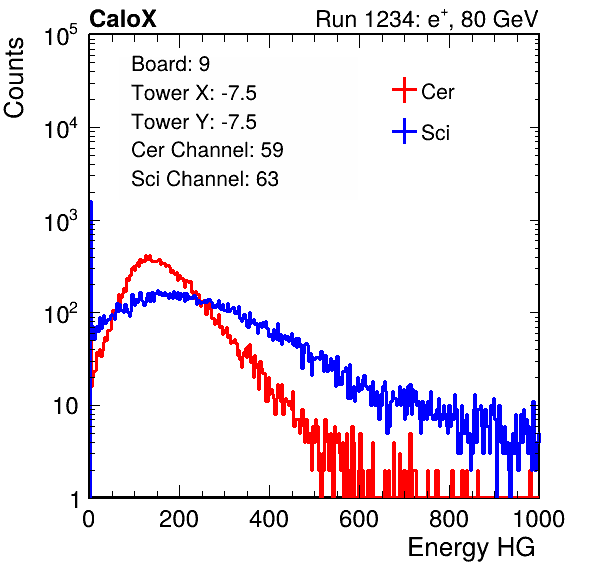 CaloX Run 1234: e⁺, 80 GeV
Counts
Board: 9
Tower X: -7.5
Tower Y: -7.5
Cer Channel: 59
Sci Channel: 63
Cer
Sci
10⁵
10⁴
10³
10²
10
1
0 200 400 600 800 1000
Energy HG